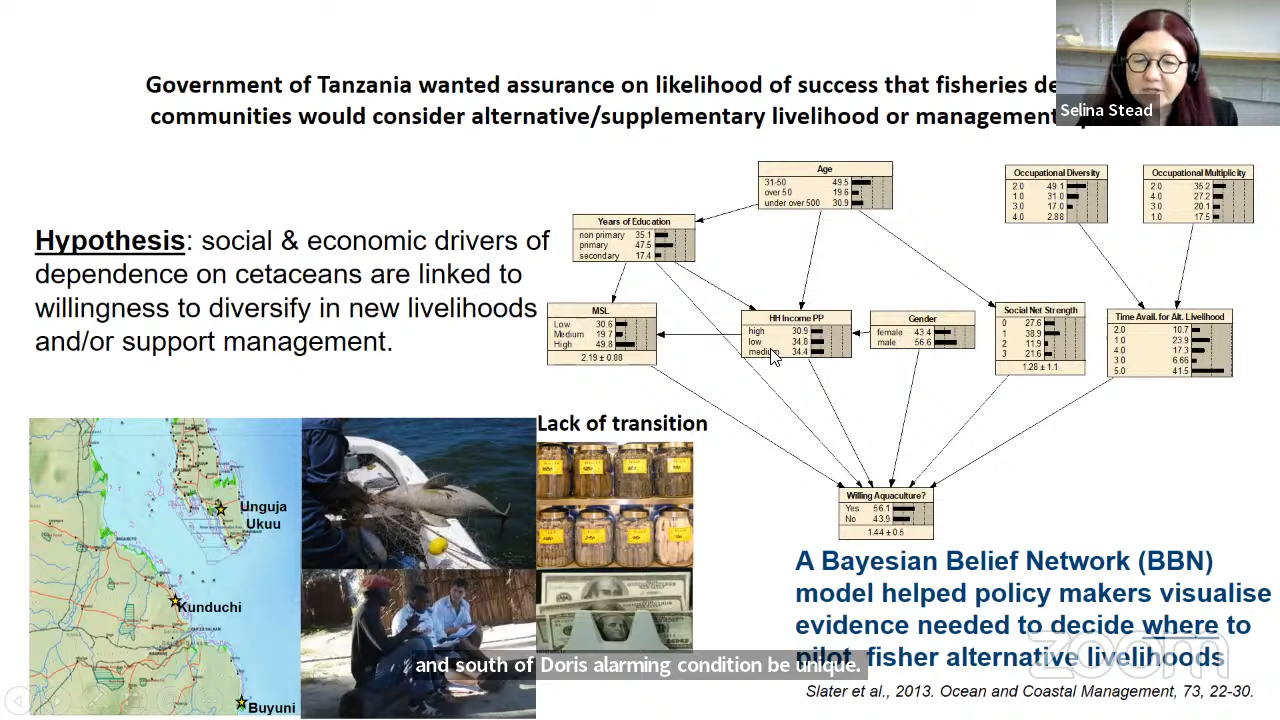 Selina Stead
Government of Tanzania wanted assurance on likelihood of success that fisheries de
communities would consider alternative/supplementary livelihood or management
Hypothesis: social & economic drivers of
dependence on cetaceans are linked to
willingness to diversify in new livelihoods
and/or support management.
Age
31-50 49.5
over 50 19.6
under 500 30.9
Occupational Diversity
2.0 49.1
1.0 31.0
3.0 17.0
4.0 2.88
Occupational Multiplicity
2.0 35.2
4.0 27.2
3.0 20.1
1.0 17.5
Years of Education
non primary 35.1
primary 47.5
secondary 17.4
MSL
Low 30.6
Medium 19.7
High 49.8
2.19 ± 0.88
HH Income PP
high 30.9
low 34.8
medium 34.4
Gender
female 43.4
male 56.6
Social Net Strength
0 27.6
1 38.9
2 11.9
3 21.6
1.28 ± 1.1
Time Avail. for Alt. Livelihood
2.0 10.7
1.0 23.9
4.0 17.3
3.0 6.66
5.0 41.5
Willing Aquaculture?
Yes 56.1
No 43.9
1.44 ± 0.5
Lack of transition
Unguja
Ukuu
Kunduchi
Buyuni
A Bayesian Belief Network (BBN)
model helped policy makers visualise
evidence needed to decide where to
pilot fisher alternative livelihoods
zoom
and south of Doris alarming condition be unique.
Slater et al., 2013. Ocean and Coastal Management, 73, 22-30.